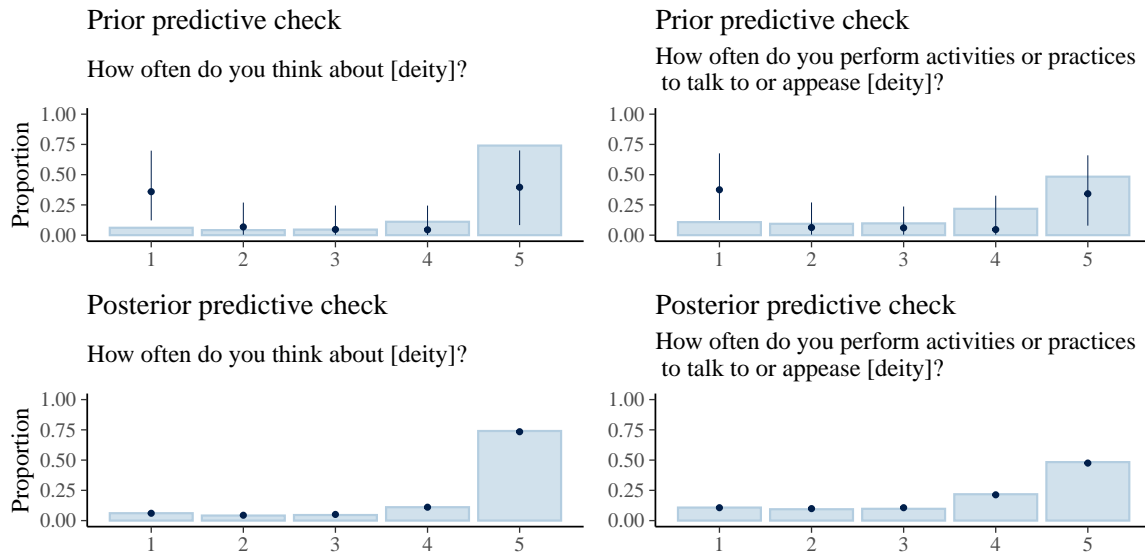 Prior predictive check
How often do you think about [deity]?
Proportion
1.00
0.75
0.50
0.25
0.00
1 2 3 4 5
Prior predictive check
How often do you perform activities or practices
to talk to or appease [deity]?
1.00
0.75
0.50
0.25
0.00
1 2 3 4 5
Posterior predictive check
How often do you think about [deity]?
Proportion
1.00
0.75
0.50
0.25
0.00
1 2 3 4 5
Posterior predictive check
How often do you perform activities or practices
to talk to or appease [deity]?
1.00
0.75
0.50
0.25
0.00
1 2 3 4 5